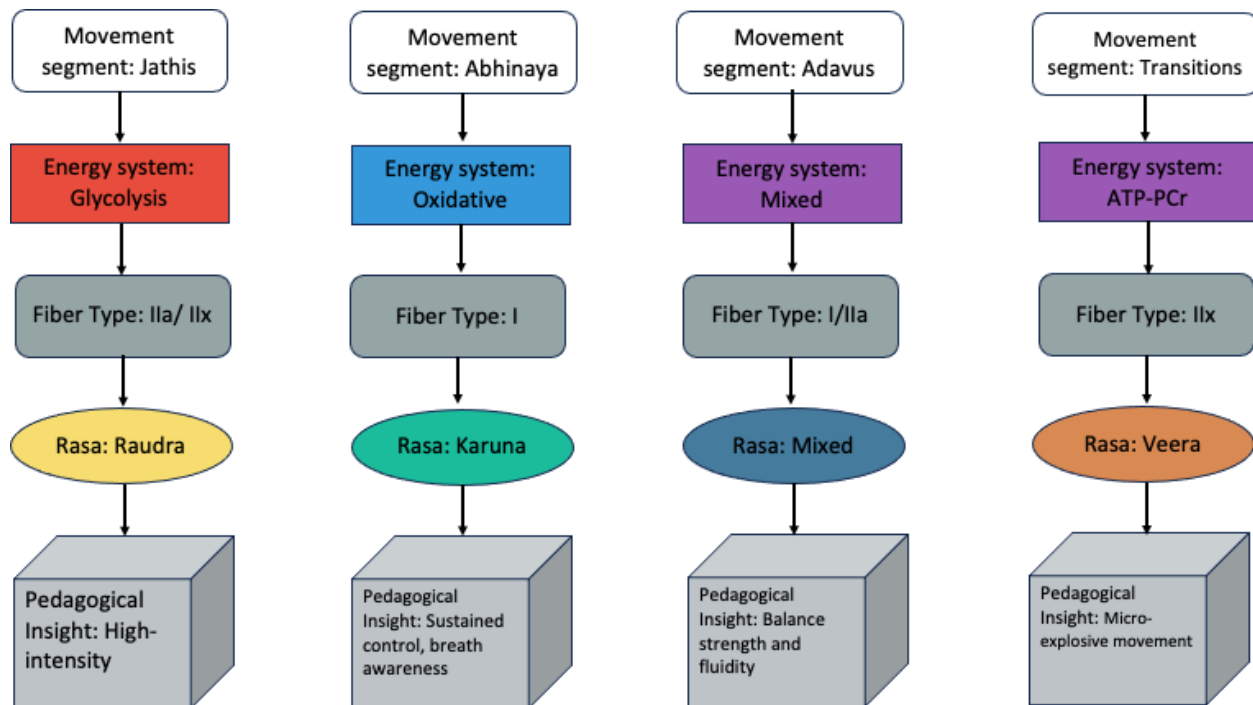 Movement
segment: Jathis
Energy system:
Glycolysis
Fiber Type: IIa/ IIx
Rasa: Raudra
Pedagogical
Insight: High-
intensity
Movement
segment: Abhinaya
Energy system:
Oxidative
Fiber Type: I
Rasa: Karuna
Pedagogical
Insight: Sustained
control, breath
awareness
Movement
segment: Adavus
Energy system:
Mixed
Fiber Type: I/IIa
Rasa: Mixed
Pedagogical
Insight: Balance
strength and
fluidity
Movement
segment: Transitions
Energy system:
ATP-PCr
Fiber Type: IIx
Rasa: Veera
Pedagogical
Insight: Micro-
explosive movement